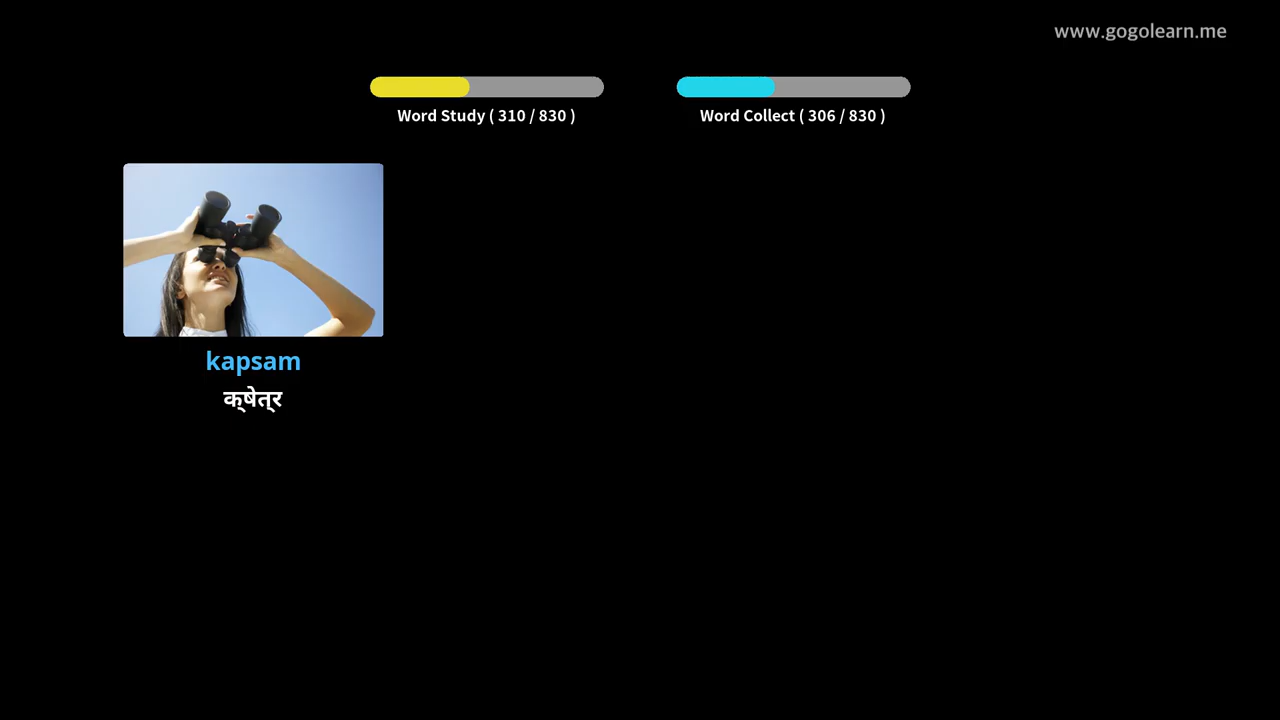 www.gogolearn.me
Word Study ( 310 / 830 )
Word Collect ( 306 / 830 )
kapsam
क्षेत्र